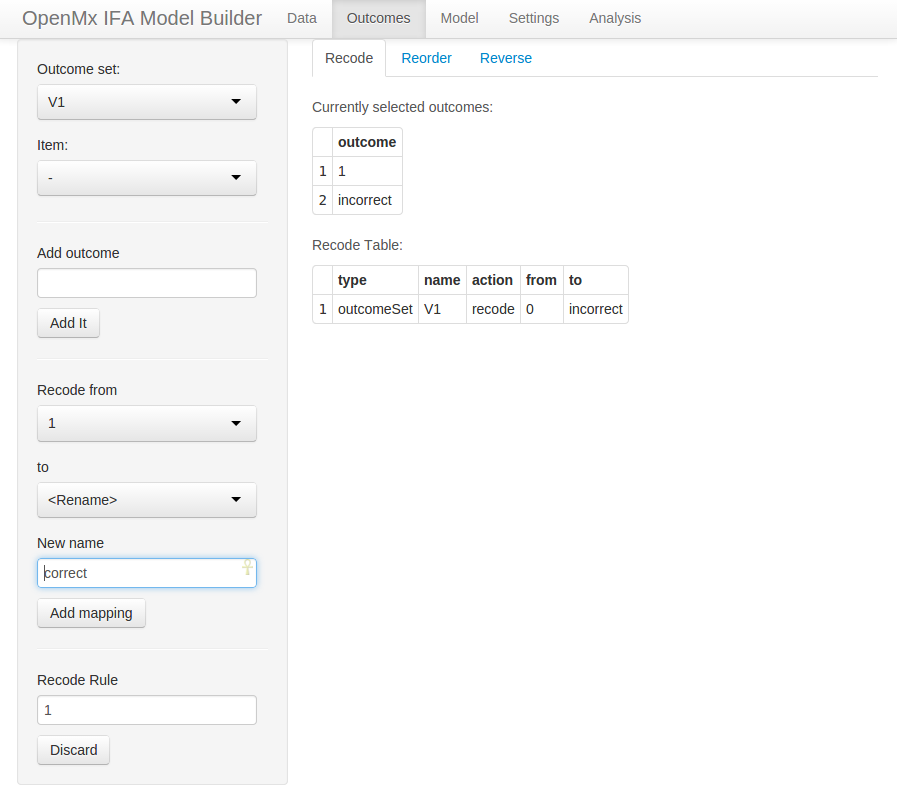 OpenMx IFA Model Builder Data Outcomes Model Settings Analysis
Outcome set:
V1
Item:
-
Add outcome
Add It
Recode from
1
to
<Rename>
New name
correct
Add mapping
Recode Rule
1
Discard
Recode Reorder Reverse
Currently selected outcomes:
outcome
1 1
2 incorrect
Recode Table:
type name action from to
1 outcomeSet V1 recode 0 incorrect